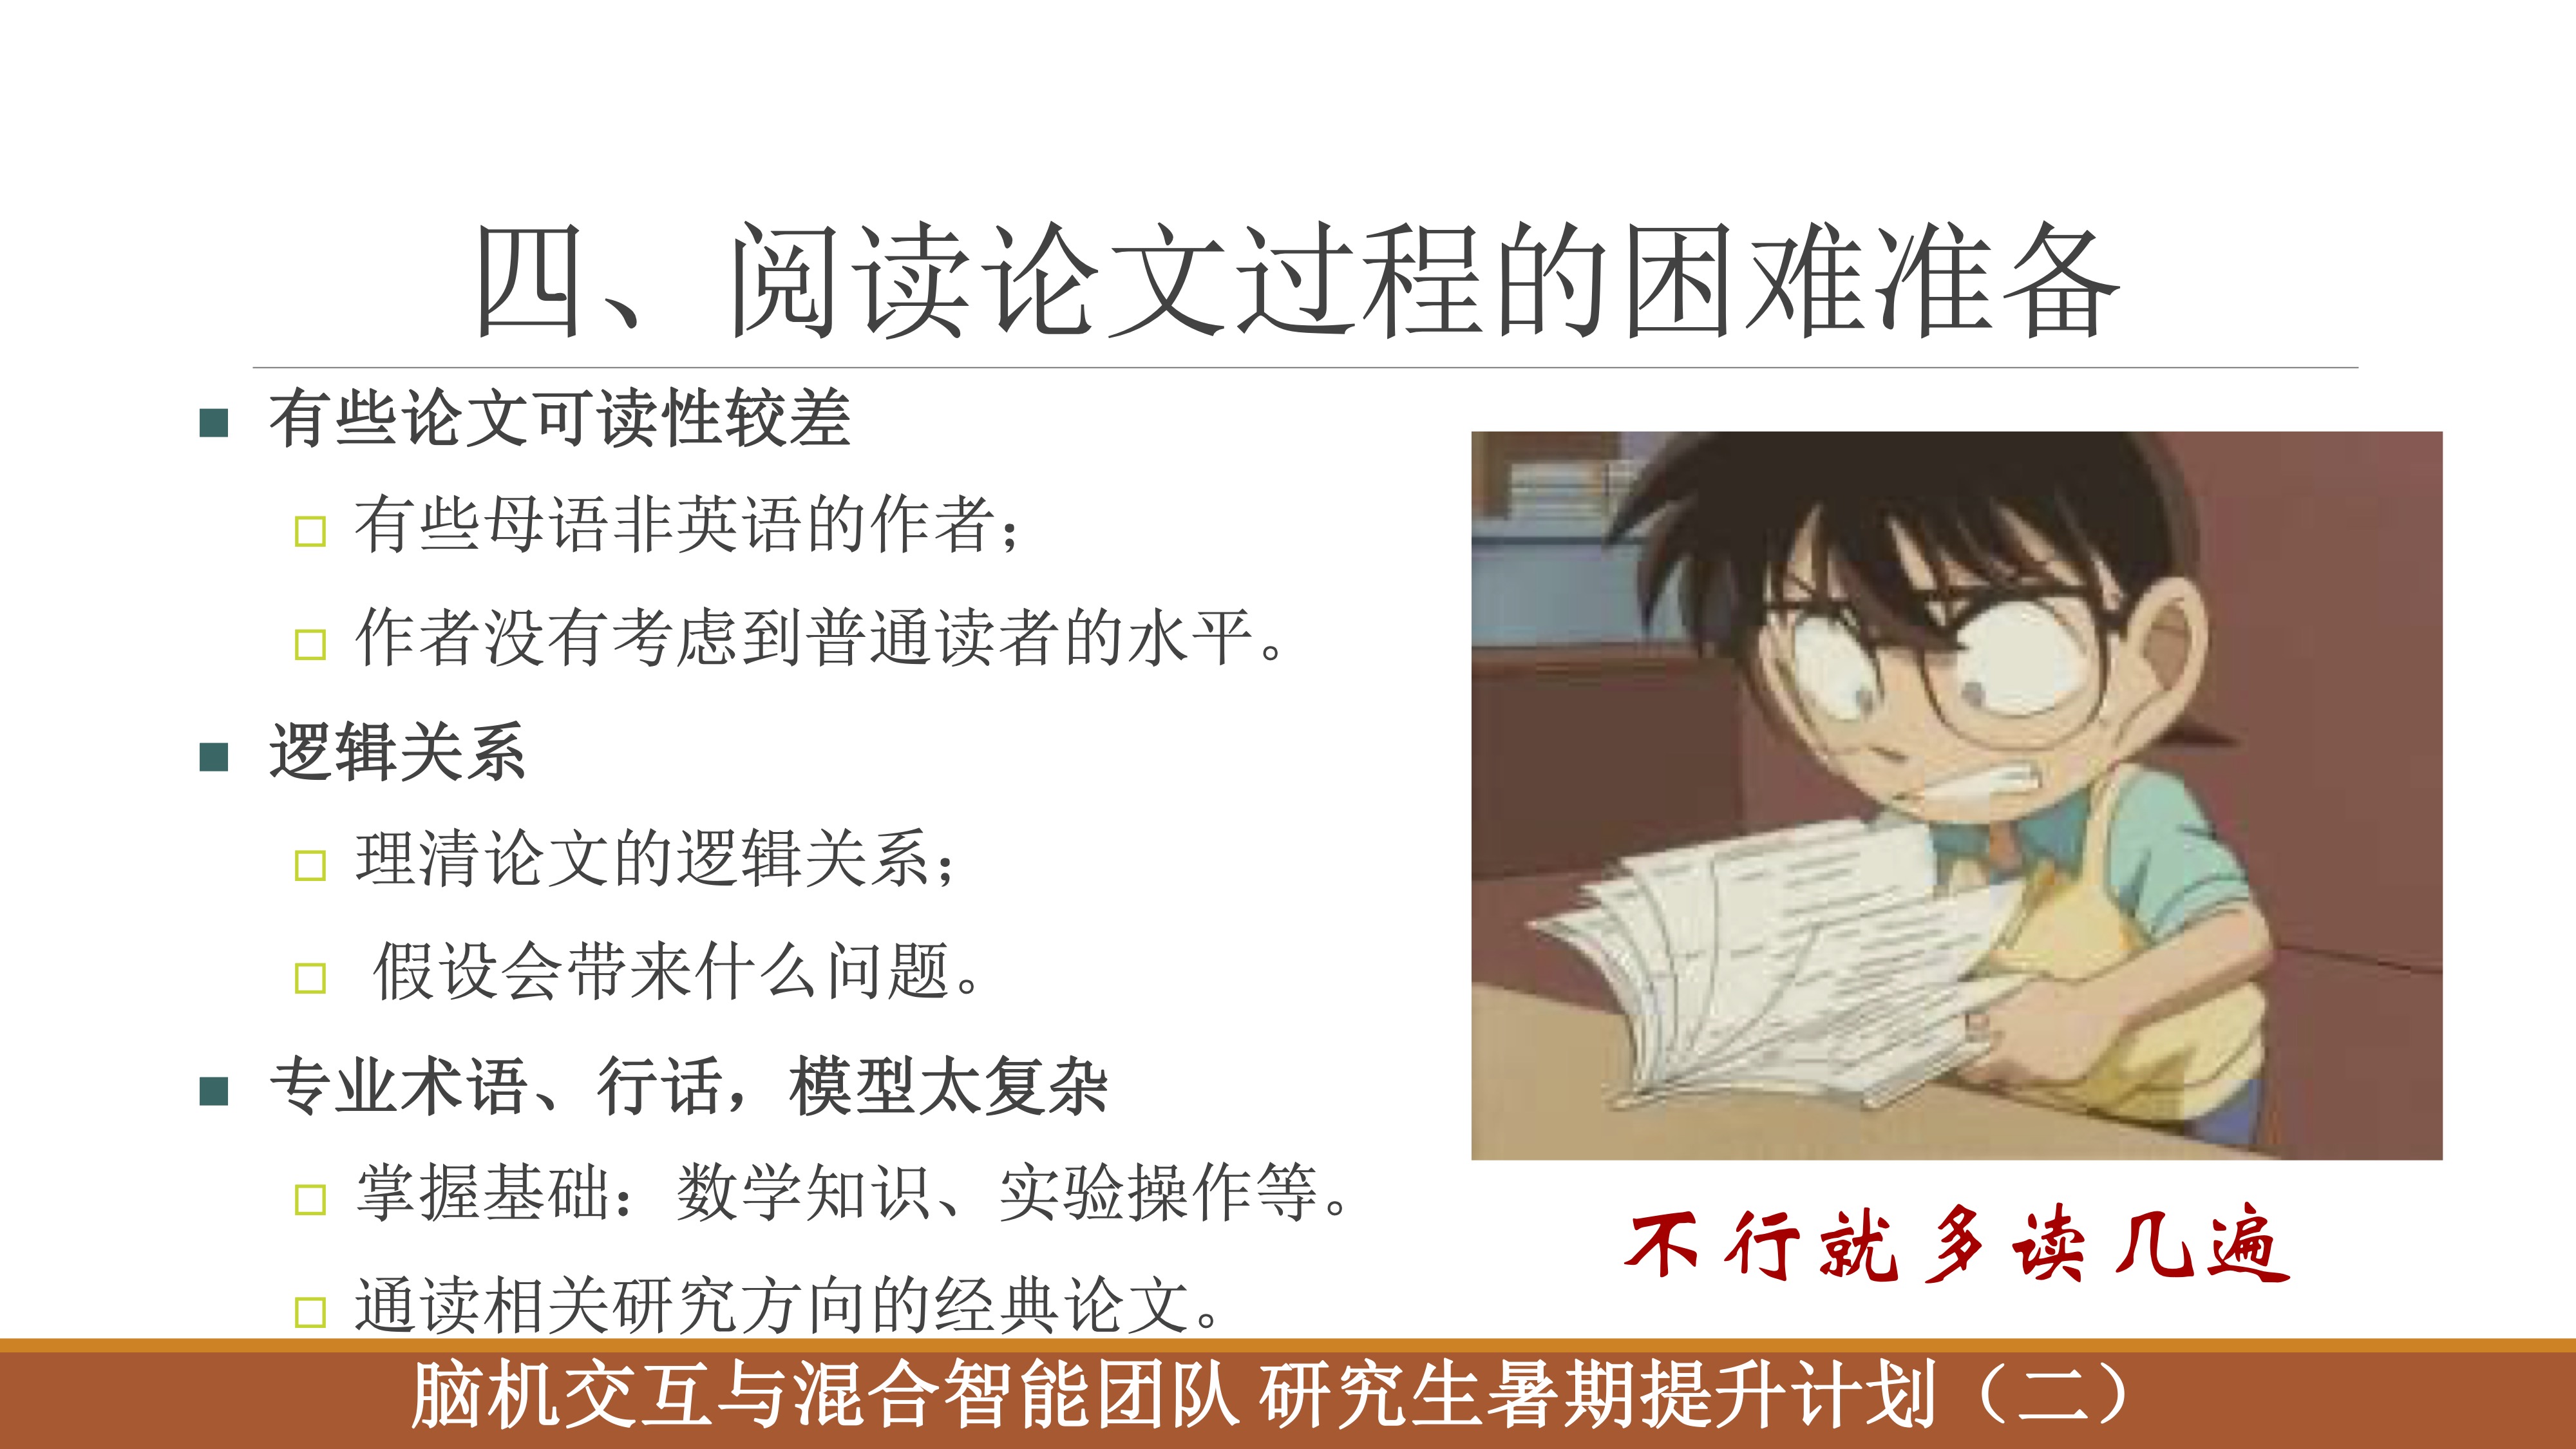 四、阅读论文过程的困难准备
有些论文可读性较差
有些母语非英语的作者；
作者没有考虑到普通读者的水平。
逻辑关系
理清论文的逻辑关系；
假设会带来什么问题。
专业术语、行话，模型太复杂
掌握基础：数学知识、实验操作等。
通读相关研究方向的经典论文。
不行就多读几遍
脑机交互与混合智能团队 研究生暑期提升计划（二）